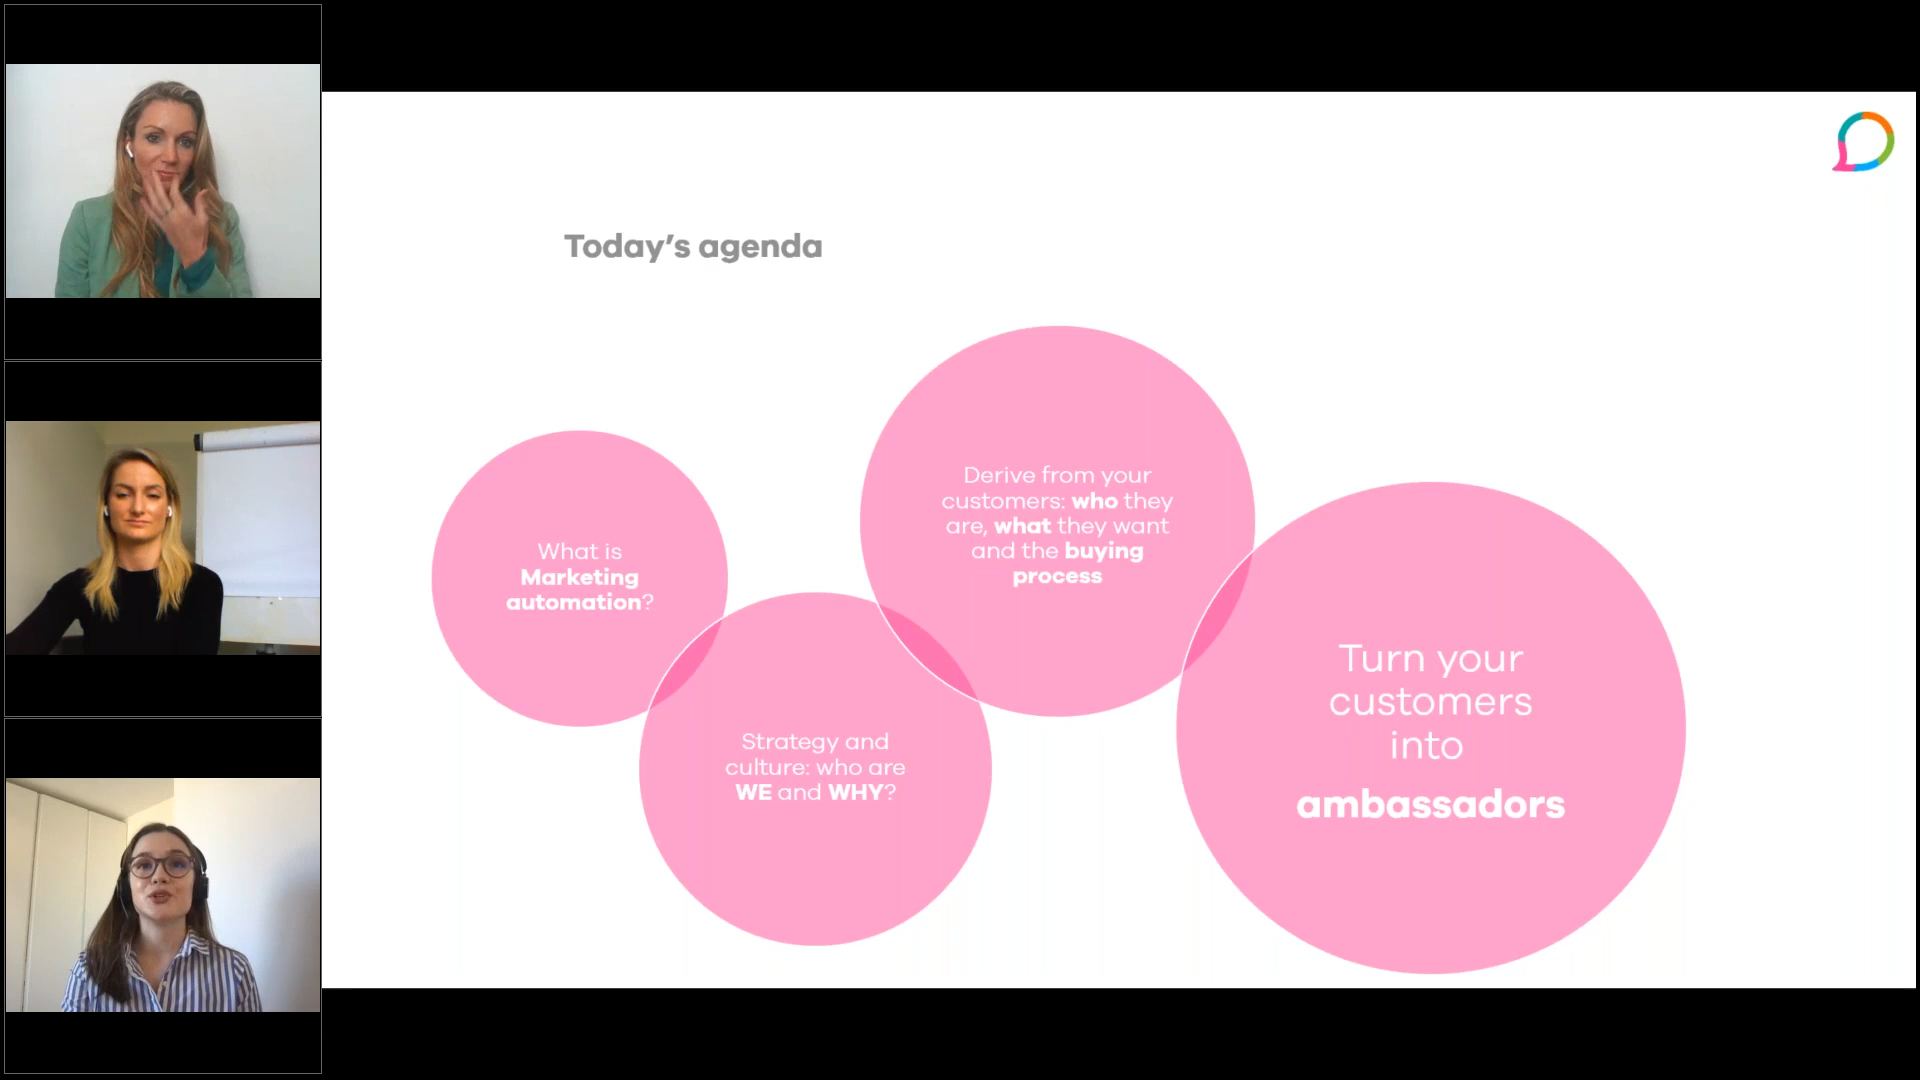 Today's agenda
What is
Marketing
automation?
Strategy and
culture: who are
WE and WHY?
Derive from your
customers: who they
are, what they want
and the buying
process
Turn your
customers
into
ambassadors